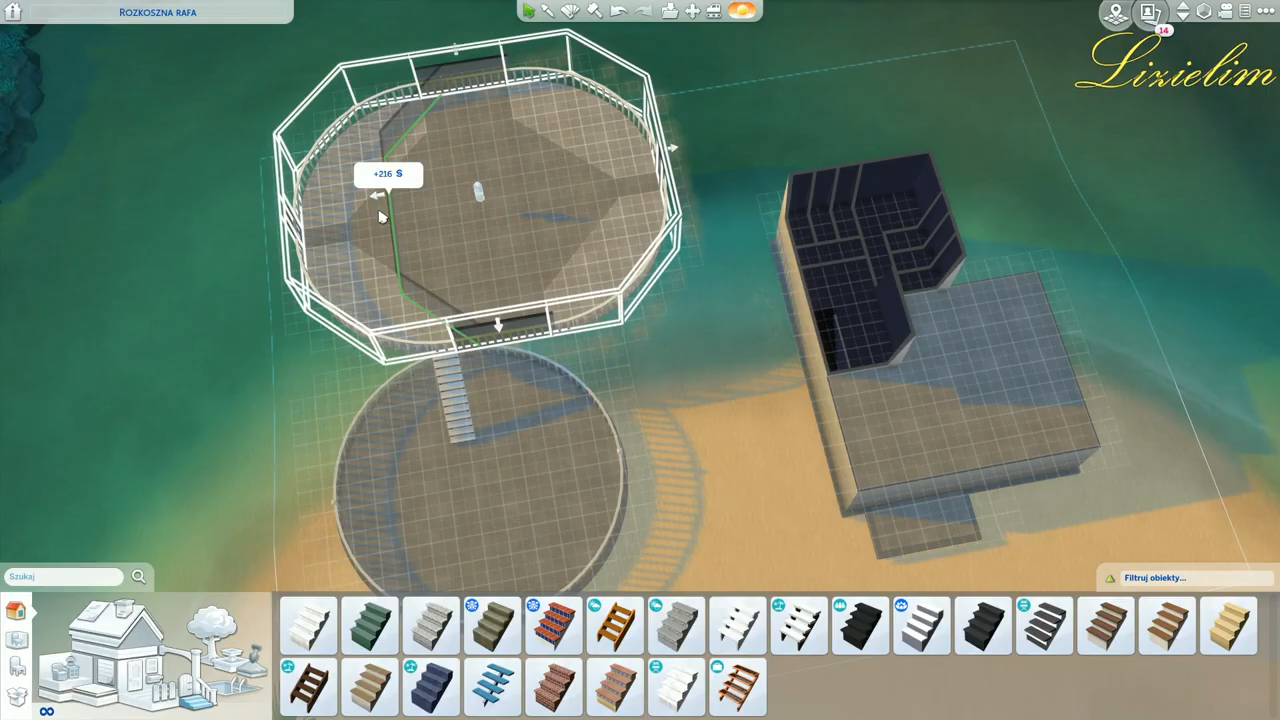 ROZKOSZNA RAFA
14
Lizielim
+216 §
Szukaj
Filtruj obiekty...